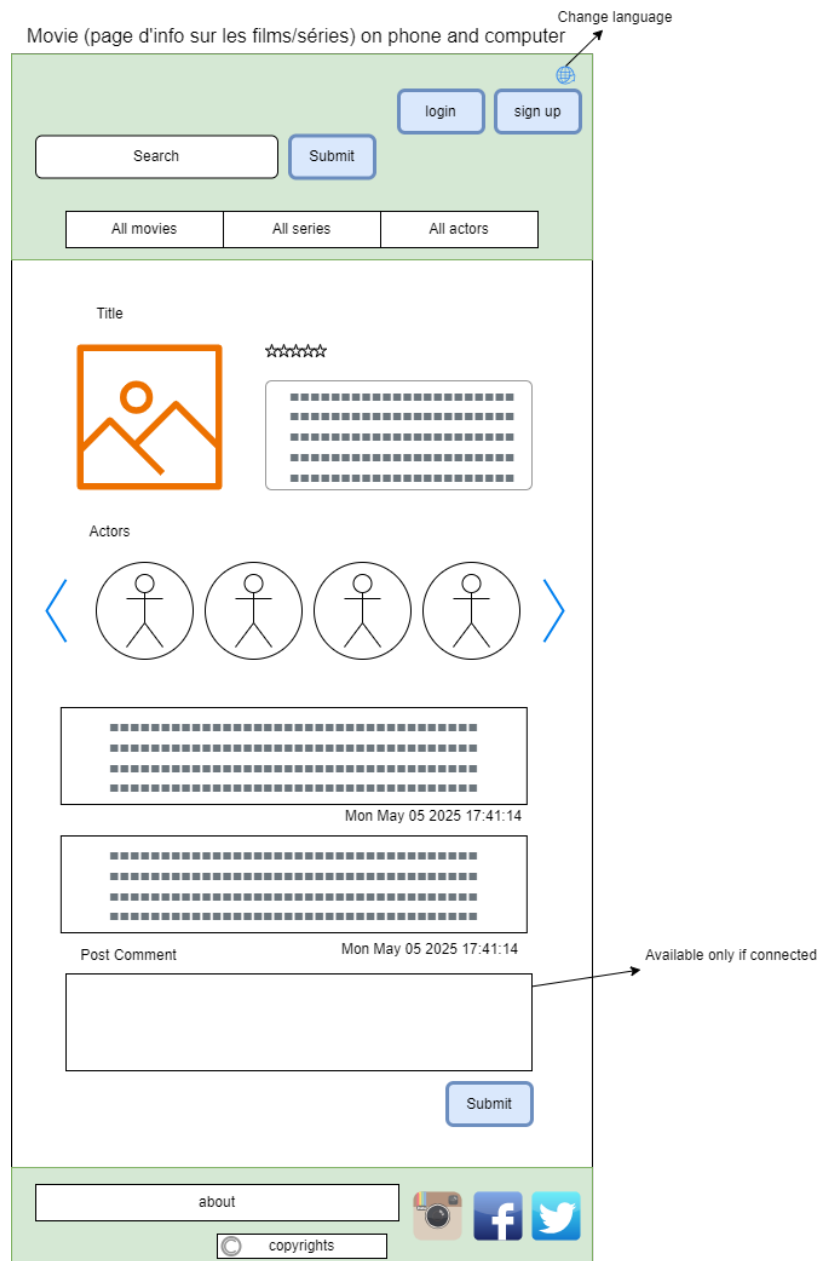 Change language
Movie (page d'info sur les films/séries) on phone and computer
login
sign up
Search
Submit
All movies
All series
All actors
Title
Actors
Mon May 05 2025 17:41:14
Mon May 05 2025 17:41:14
Post Comment
Available only if connected
Submit
about
© copyrights